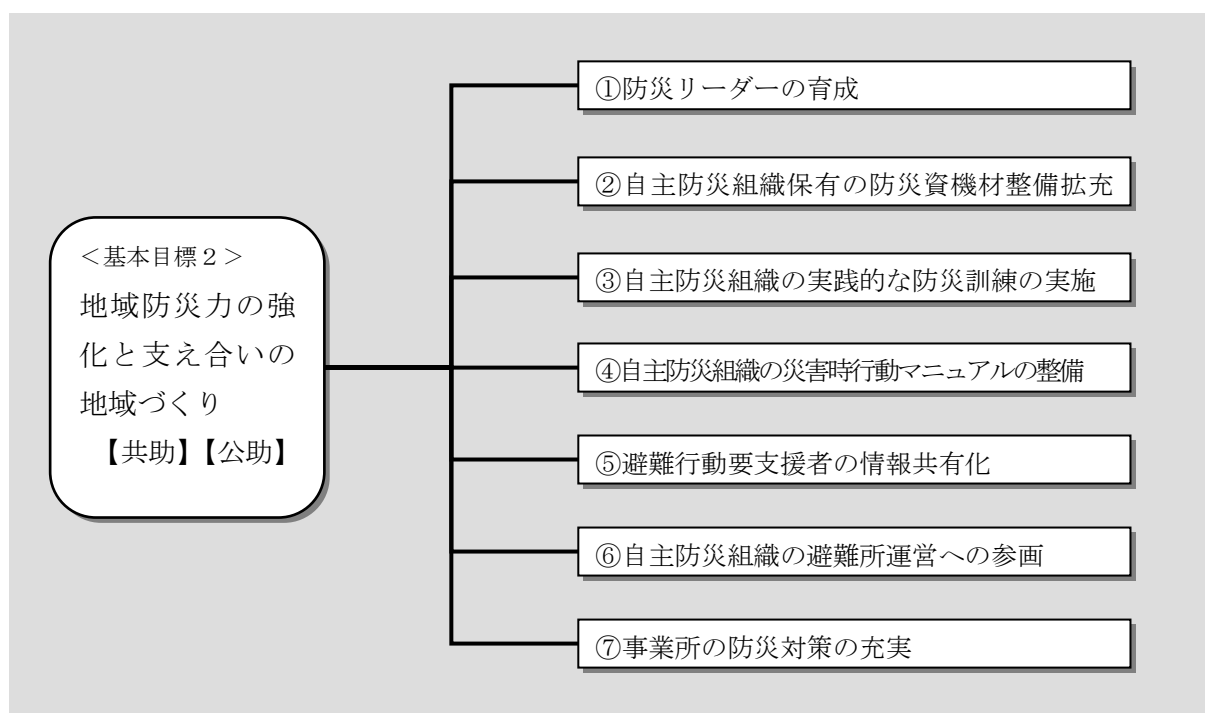 ＜基本目標２＞
地域防災力の強
化と支え合いの
地域づくり
【共助】【公助】
①防災リーダーの育成
②自主防災組織保有の防災資機材整備拡充
③自主防災組織の実践的な防災訓練の実施
④自主防災組織の災害時行動マニュアルの整備
⑤避難行動要支援者の情報共有化
⑥自主防災組織の避難所運営への参画
⑦事業所の防災対策の充実